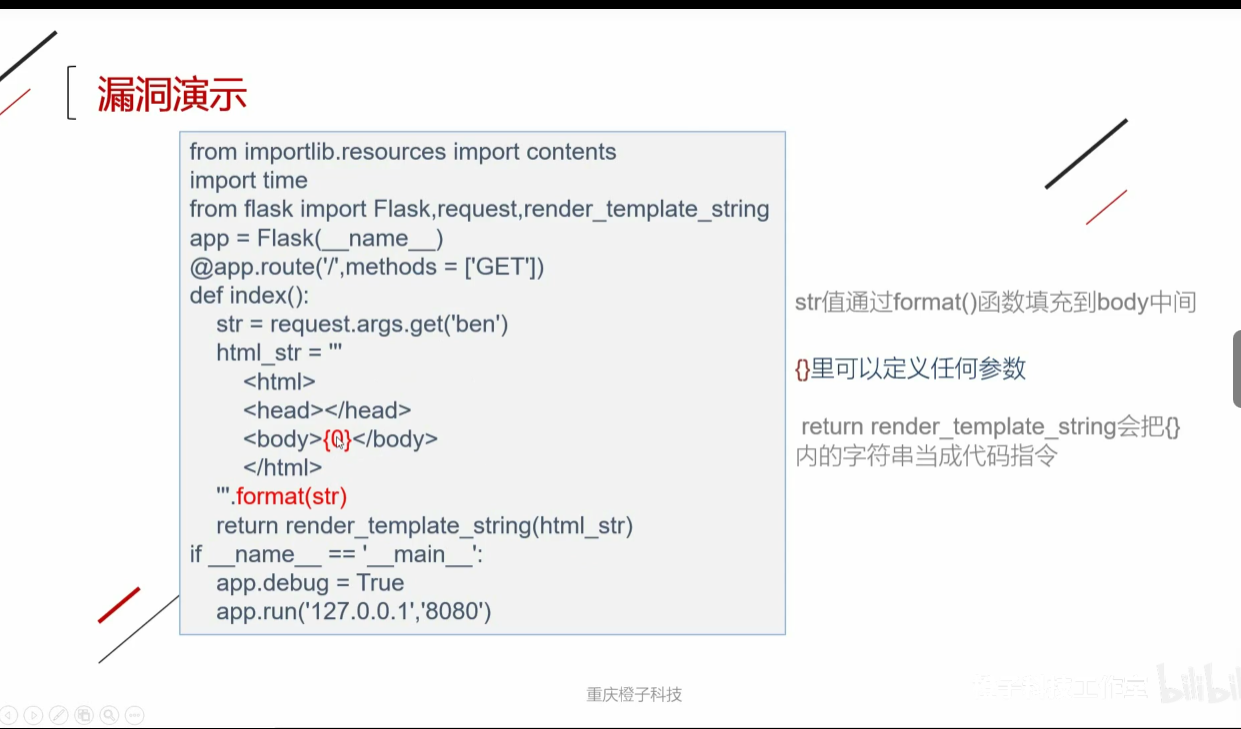 漏洞演示
from importlib.resources import contents
import time
from flask import Flask,request,render_template_string
app = Flask(__name__)
@app.route('/',methods = ['GET'])
def index():
str = request.args.get('ben')
html_str = '''
<html>
<head></head>
<body>{0}</body>
</html>
'''.format(str)
return render_template_string(html_str)
if __name__ == '__main__':
app.debug = True
app.run('127.0.0.1','8080')
str值通过format()函数填充到body中间
{}里可以定义任何参数
return render_template_string会把{}
内的字符串当成代码指令
重庆橙子科技
bilibili